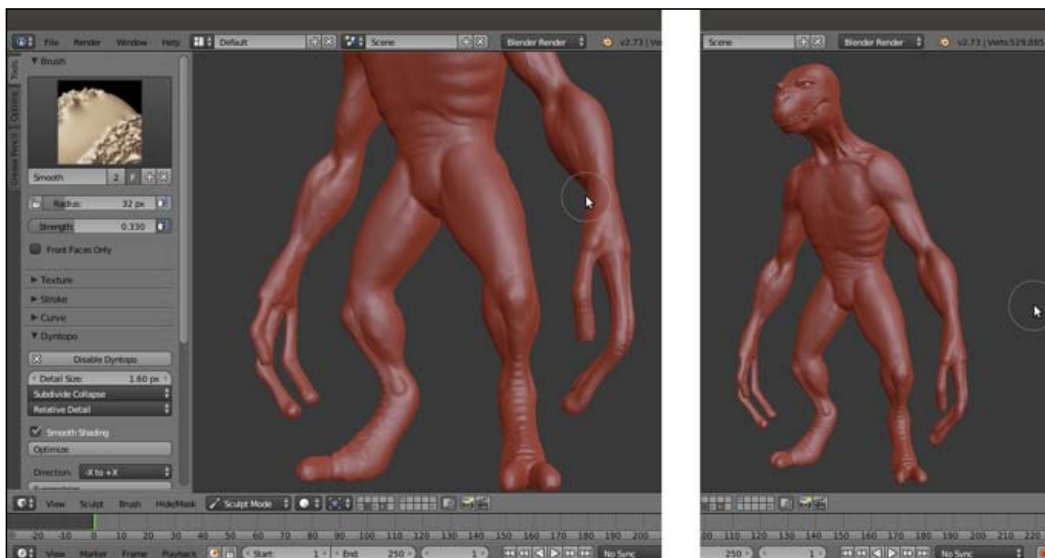 File Render Window Help Default Scene Blender Render v2.73 | Ve
Scene Blender Render v2.73 | Verts:529,885
Tools
Options
Grease Pencil
Brush
Smooth 2 F
Radius: 32 px
Strength: 0.330
Front Faces Only
Texture
Stroke
Curve
Dyntopo
Disable Dyntopo
Detail Size: 1.60 px
Subdivide Collapse
Relative Detail
Smooth Shading
Optimize
Direction: -X to +X
View Sculpt Brush Hide/Mask Sculpt Mode
-20 -10 0 10 20 30 40 50 60 70 80 90 100 110 120 130 140 150 160 170 180 190 200
100 110 120 130 140 150 160 170 180 190 200 210 220
View Marker Frame Playback Start: 1 End: 250 1 No Sync
250 1 No Sync